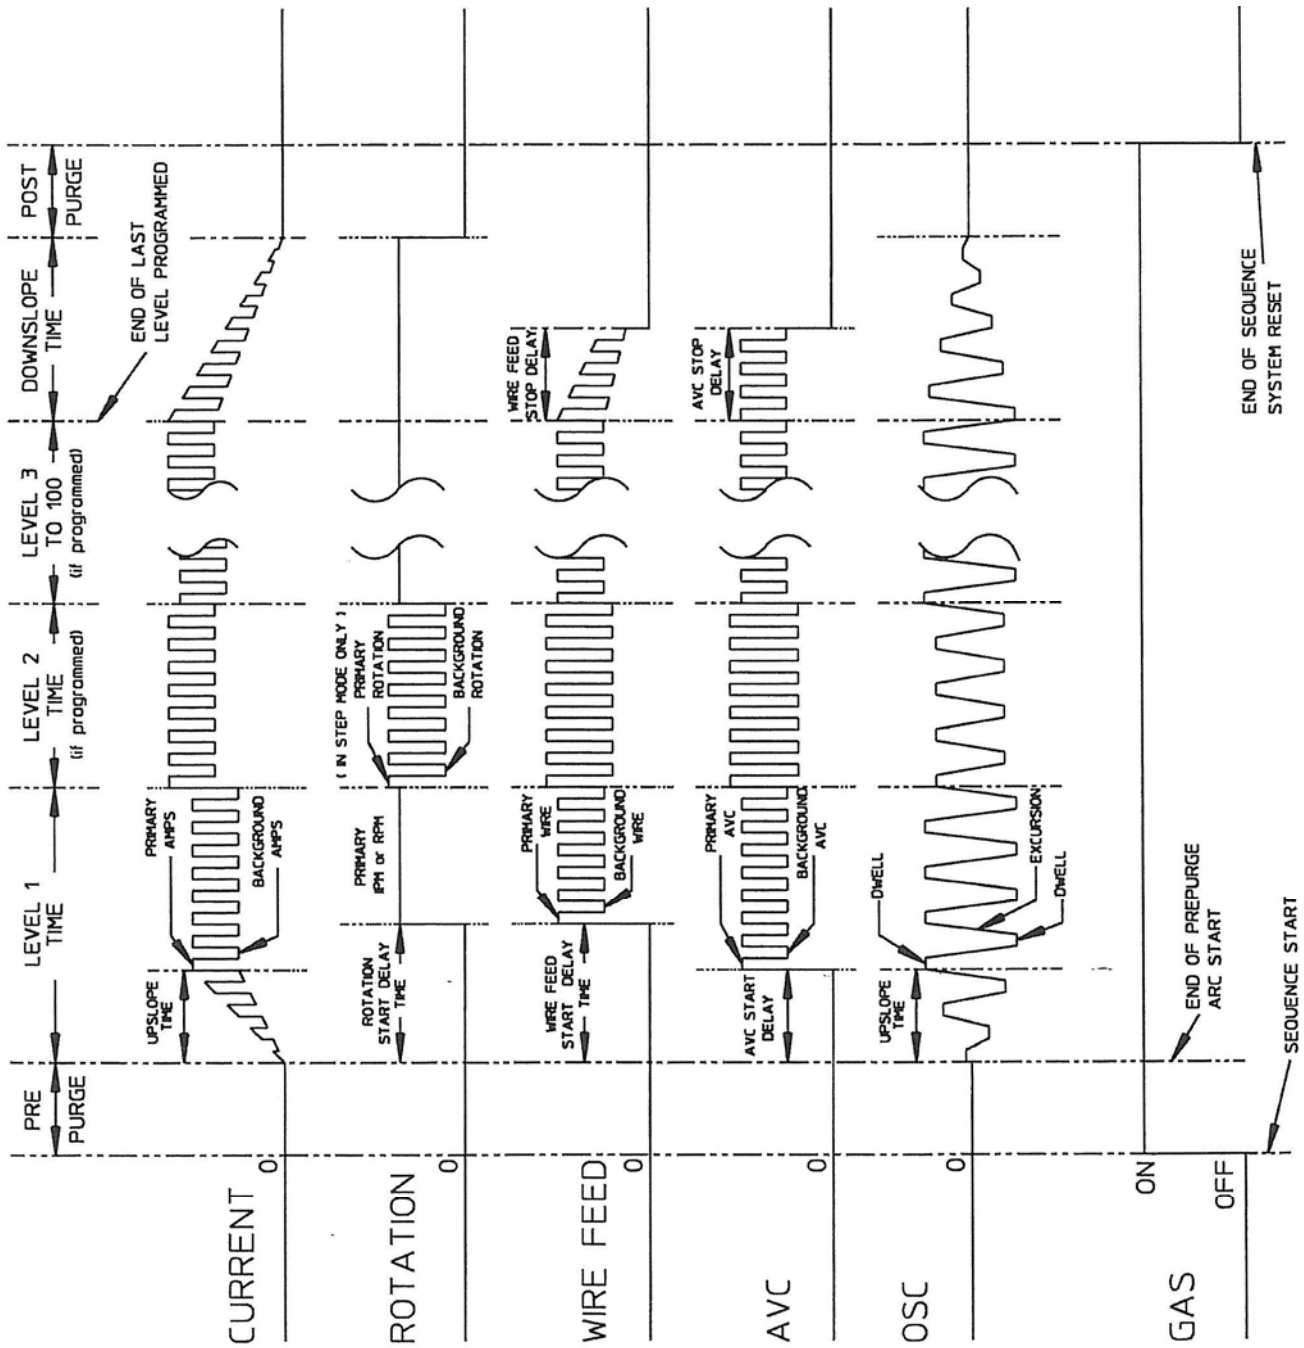 PRE
PURGE
LEVEL 1
TIME
LEVEL 2
TIME
(if programmed)
LEVEL 3
TO 100
(if programmed)
DOWNSLOPE
TIME
POST
PURGE
END OF LAST
LEVEL PROGRAMMED
CURRENT
0
UPSLOPE
TIME
PRIMARY
AMPS
BACKGROUND
AMPS
ROTATION
0
ROTATION
START DELAY
TIME
PRIMARY
IPM or RPM
( IN STEP MODE ONLY )
PRIMARY
ROTATION
BACKGROUND
ROTATION
WIRE FEED
0
WIRE FEED
START DELAY
TIME
PRIMARY
WIRE
BACKGROUND
WIRE
WIRE FEED
STOP DELAY
AVC
0
AVC START
DELAY
PRIMARY
AVC
BACKGROUND
AVC
AVC STOP
DELAY
OSC
0
UPSLOPE
TIME
DWELL
EXCURSION
DWELL
GAS
ON
OFF
END OF PREPURGE
ARC START
SEQUENCE START
END OF SEQUENCE
SYSTEM RESET